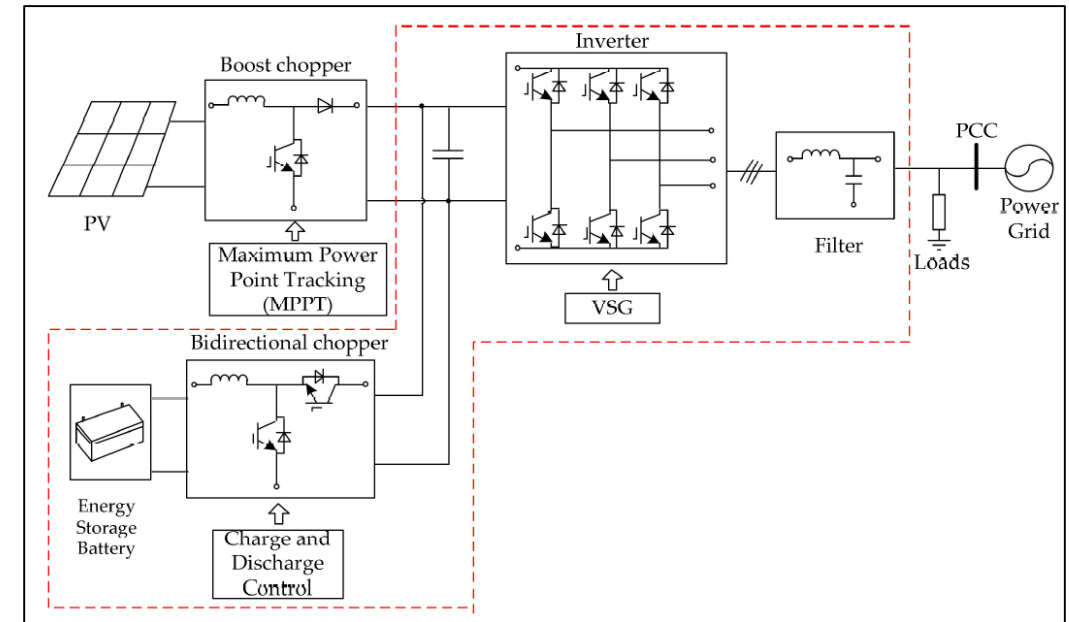 Inverter
Boost chopper
PCC
PV
Power
Grid
Filter
Loads
Maximum Power
Point Tracking
(MPPT)
VSG
Bidirectional chopper
Energy
Storage
Battery
Charge and
Discharge
Control